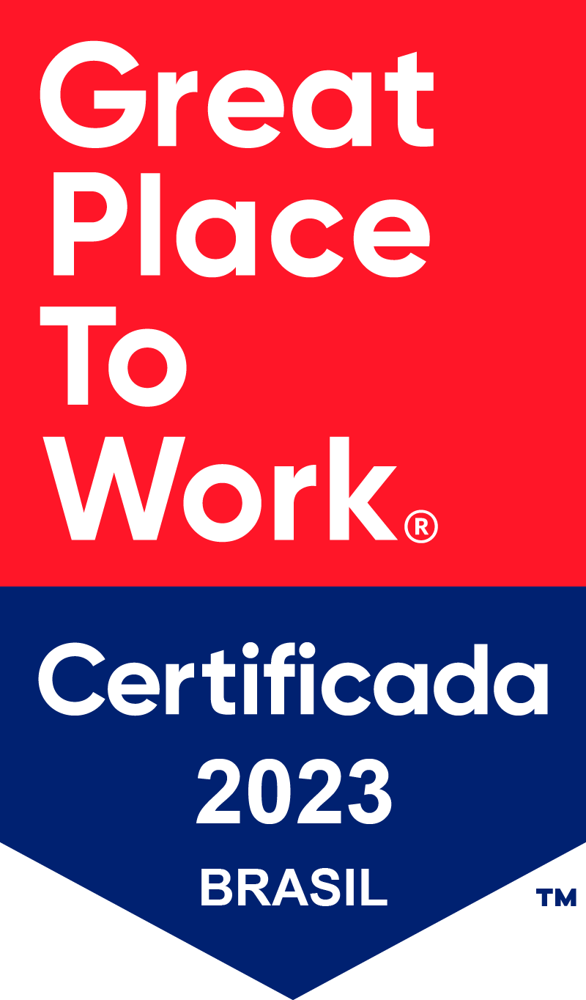 Great
Place
To
Work®
Certificada
2023
BRASIL
TM